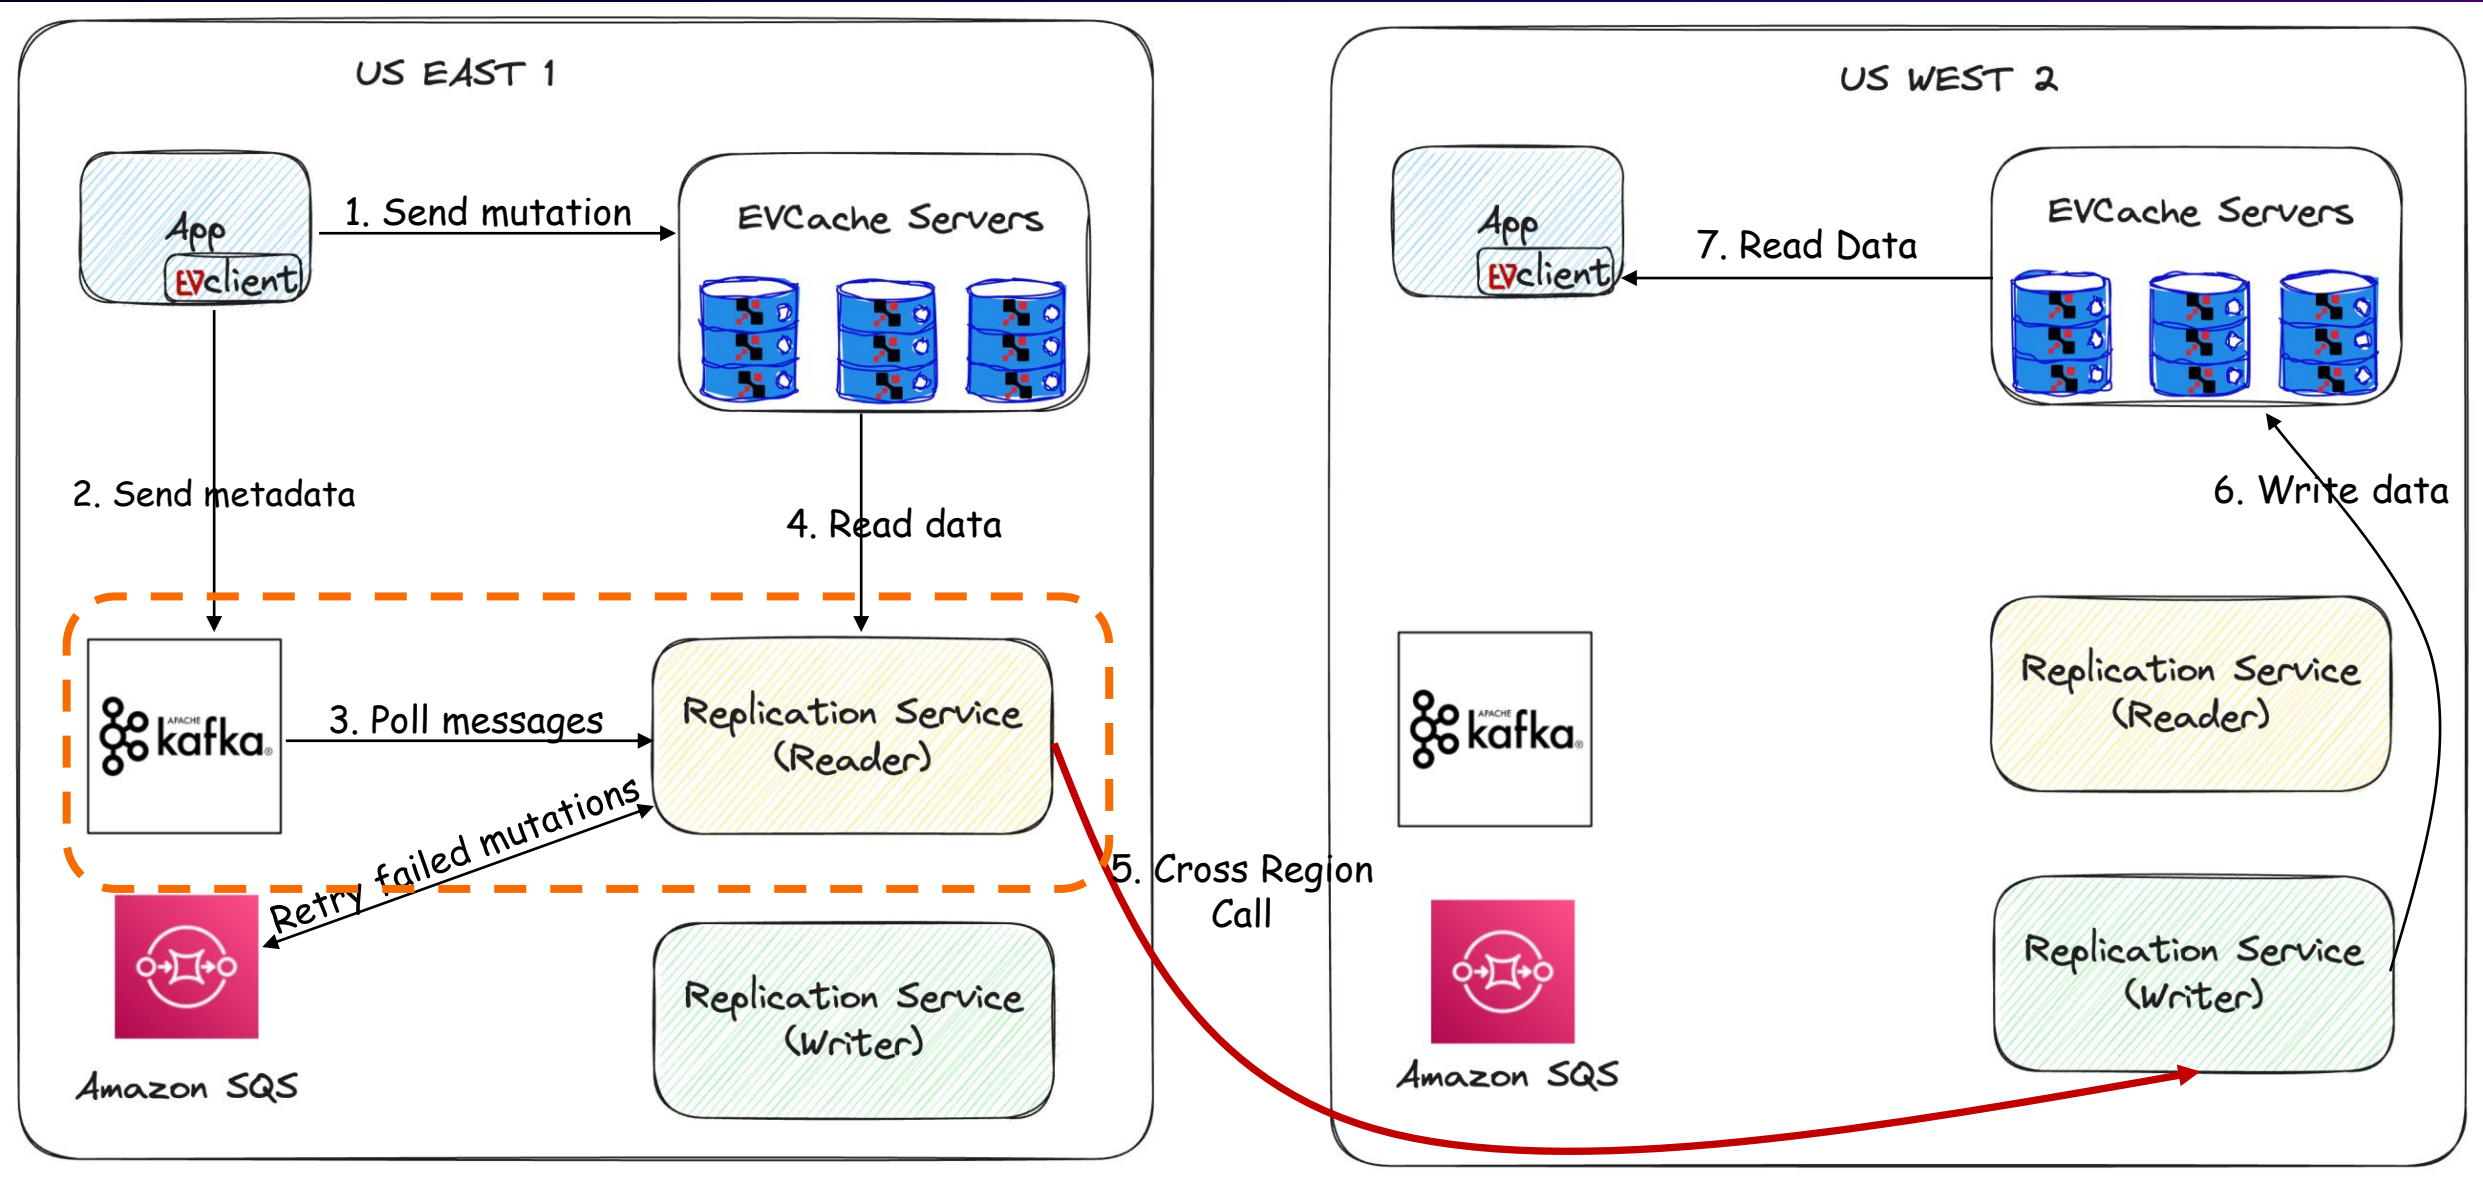 US EAST 1
App
EVclient
1. Send mutation
EVCache Servers
2. Send metadata
4. Read data
APACHE
kafka®
3. Poll messages
Replication Service
(Reader)
Retry failed mutations
Amazon SQS
Replication Service
(Writer)
5. Cross Region
Call
US WEST 2
App
EVclient
7. Read Data
EVCache Servers
6. Write data
APACHE
kafka®
Replication Service
(Reader)
Amazon SQS
Replication Service
(Writer)